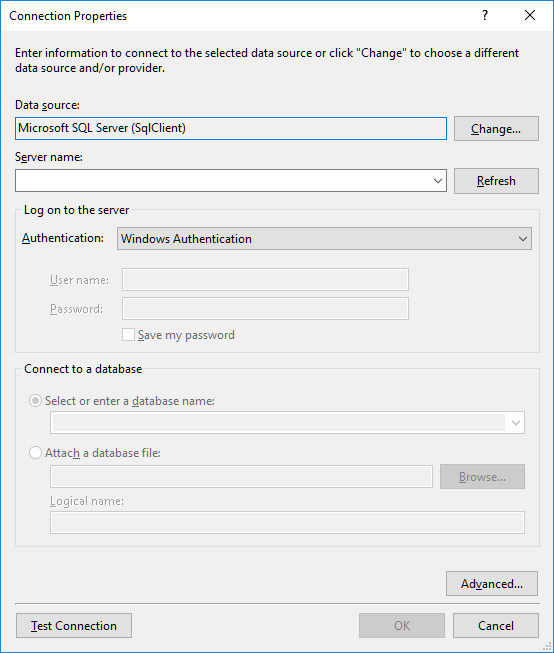 Connection Properties
?
Enter information to connect to the selected data source or click "Change" to choose a different
data source and/or provider.
Data source:
Microsoft SQL Server (SqlClient)
Change...
Server name:
Refresh
Log on to the server
Authentication:
Windows Authentication
User name:
Password:
Save my password
Connect to a database
Select or enter a database name:
Attach a database file:
Browse...
Logical name:
Advanced...
Test Connection
OK
Cancel